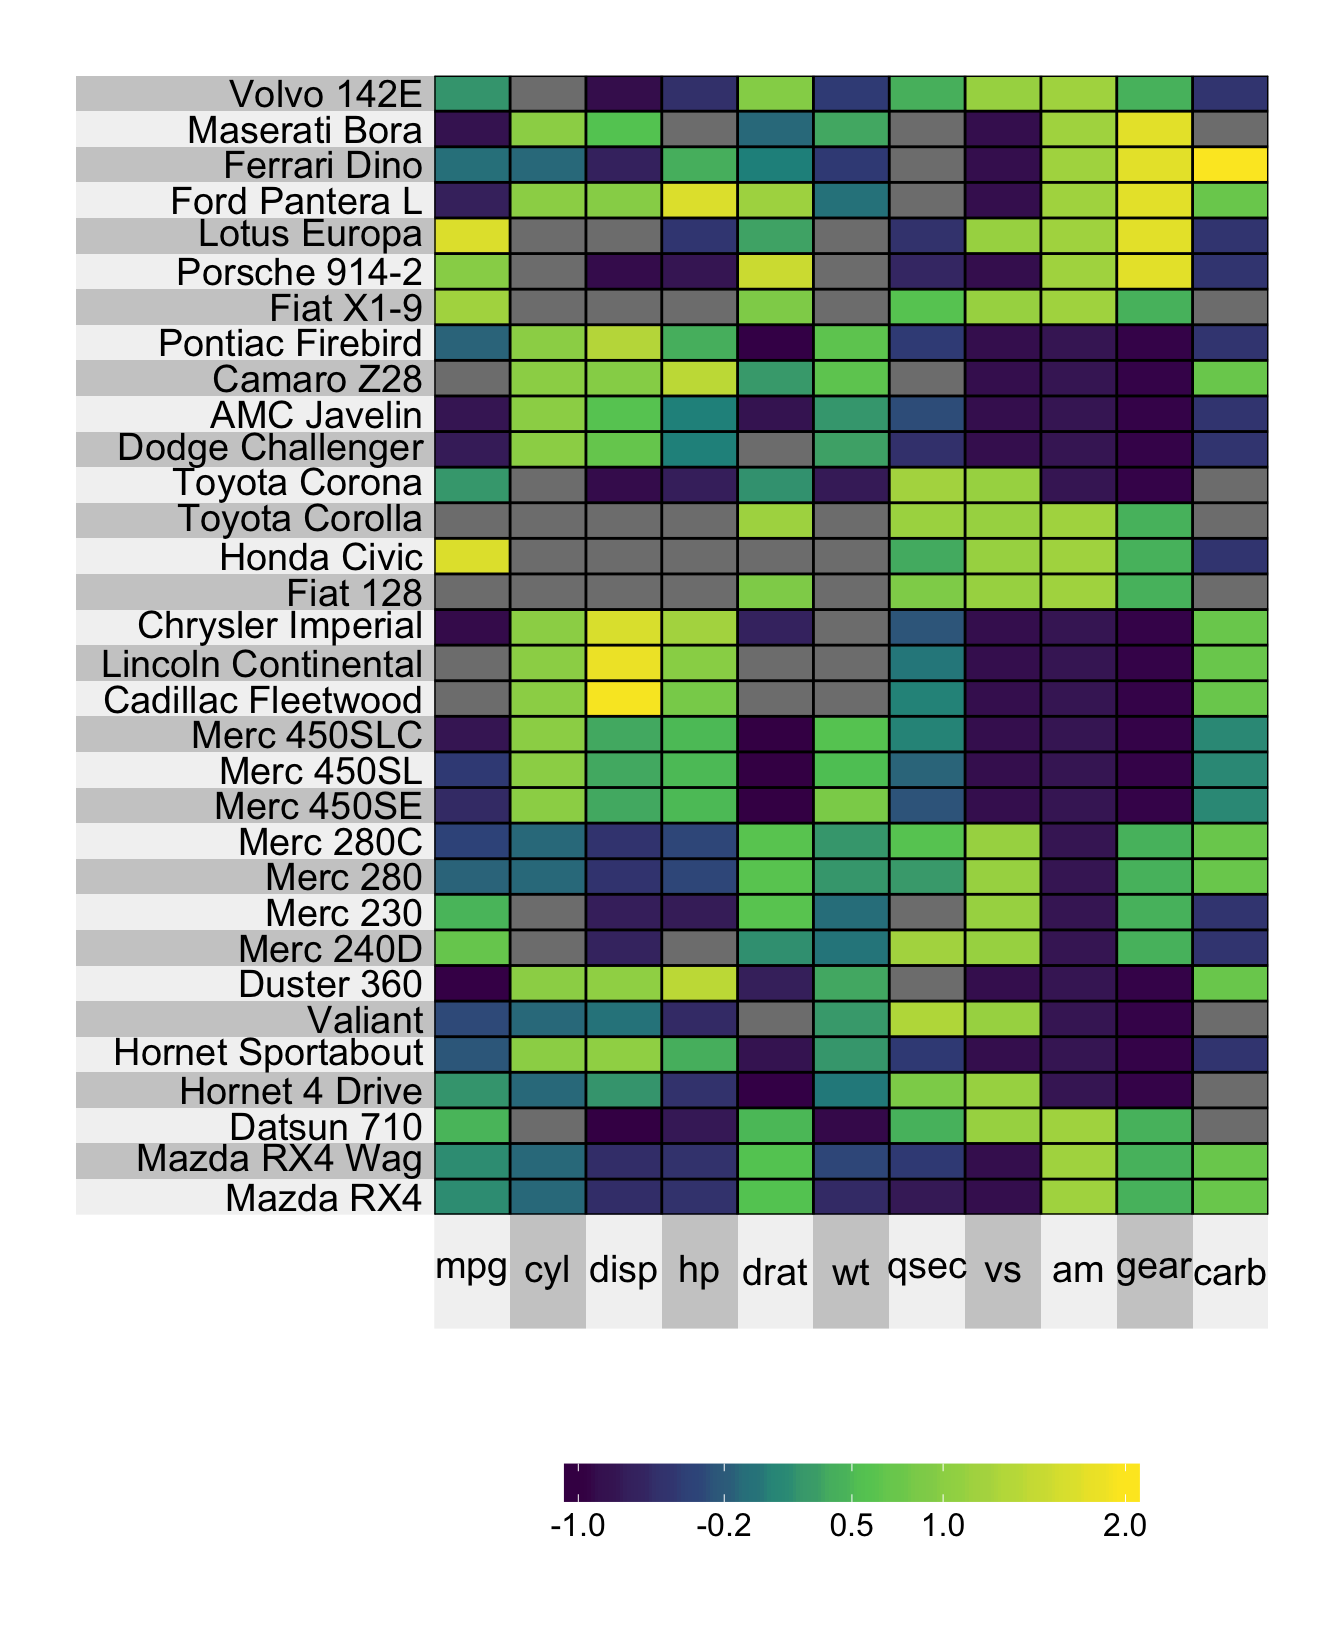 Volvo 142E
Maserati Bora
Ferrari Dino
Ford Pantera L
Lotus Europa
Porsche 914-2
Fiat X1-9
Pontiac Firebird
Camaro Z28
AMC Javelin
Dodge Challenger
Toyota Corona
Toyota Corolla
Honda Civic
Fiat 128
Chrysler Imperial
Lincoln Continental
Cadillac Fleetwood
Merc 450SLC
Merc 450SL
Merc 450SE
Merc 280C
Merc 280
Merc 230
Merc 240D
Duster 360
Valiant
Hornet Sportabout
Hornet 4 Drive
Datsun 710
Mazda RX4 Wag
Mazda RX4
mpg cyl disp hp drat wt qsec vs am gear carb
-1.0 -0.2 0.5 1.0 2.0